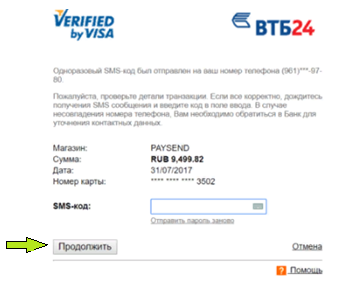 VERIFIED
by VISA
ВТБ24
Одноразовый SMS-код был отправлен на ваш номер телефона (961)***-97-
80.
Пожалуйста, проверьте детали транзакции. Если все корректно, дождитесь
получения SMS сообщения и введите код в поле ввода. В случае
несовпадения номера телефона, Вам необходимо обратиться в Банк для
уточнения контактных данных.
Магазин: PAYSEND
Сумма: RUB 9,499.82
Дата: 31/07/2017
Номер карты: **** **** **** 3502
SMS-код:
Отправить пароль заново
Продолжить
Отмена
? Помощь